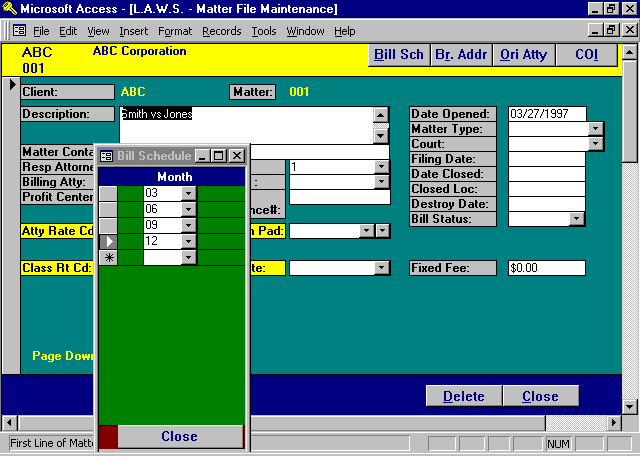 Microsoft Access - [L.A.W.S. - Matter File Maintenance]
File Edit View Insert Format Records Tools Window Help
ABC ABC Corporation
001
Bill Sch Br. Addr Ori Atty COI
Client: ABC Matter: 001
Description: Smith vs Jones
Date Opened: 03/27/1997
Matter Type:
Court:
Filing Date:
Date Closed:
Closed Loc:
Destroy Date:
Bill Status:
Matter Conta
Resp Attorne
: 1
Billing Atty: :
Profit Center
nce#:
Atty Rate Cd
Pad:
Class Rt Cd: te:
Fixed Fee: $0.00
Page Dow
Bill Schedule
Month
03
06
09
12
Close
Delete Close
First Line of Matte
NUM